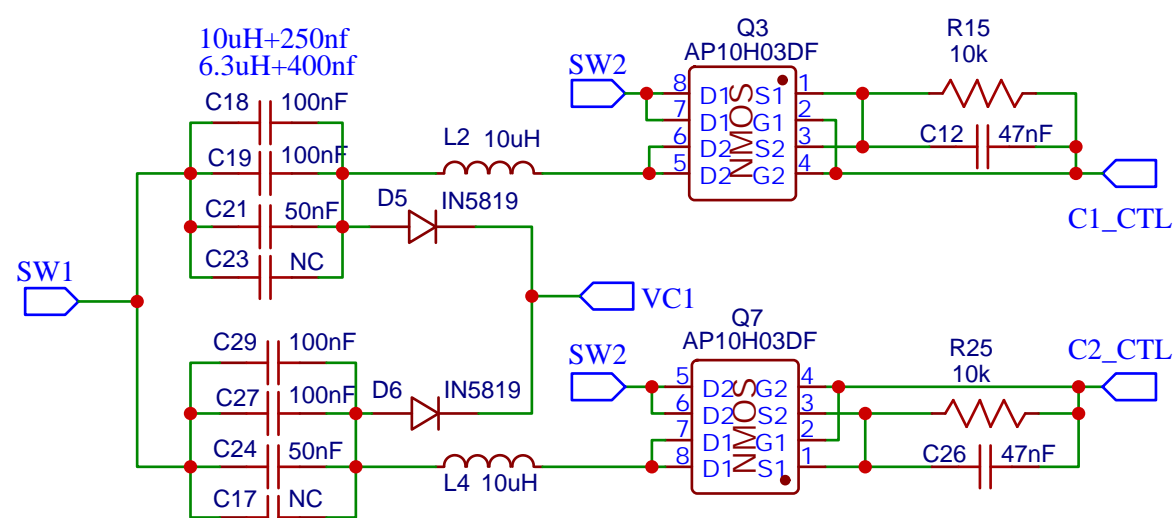 10uH+250nf
6.3uH+400nf
C18 100nF
C19 100nF
C21 50nF
C23 NC
L2 10uH
D5 IN5819
SW1
VC1
SW2
Q3
AP10H03DF
8 D1 S1 1
7 D1 G1 2
6 D2 S2 3
5 D2 G2 4
NMOS
R15
10k
C12 47nF
C1_CTL
C29 100nF
C27 100nF
C24 50nF
C17 NC
D6 IN5819
L4 10uH
SW2
Q7
AP10H03DF
5 D2 G2 4
6 D2 S2 3
7 D1 G1 2
8 D1 S1 1
NMOS
R25
10k
C26 47nF
C2_CTL